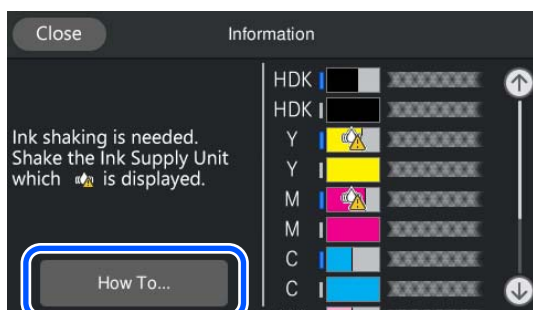 Close
Information
Ink shaking is needed.
Shake the Ink Supply Unit
which is displayed.
How To...
HDK
HDK
Y
Y
M
M
C
C